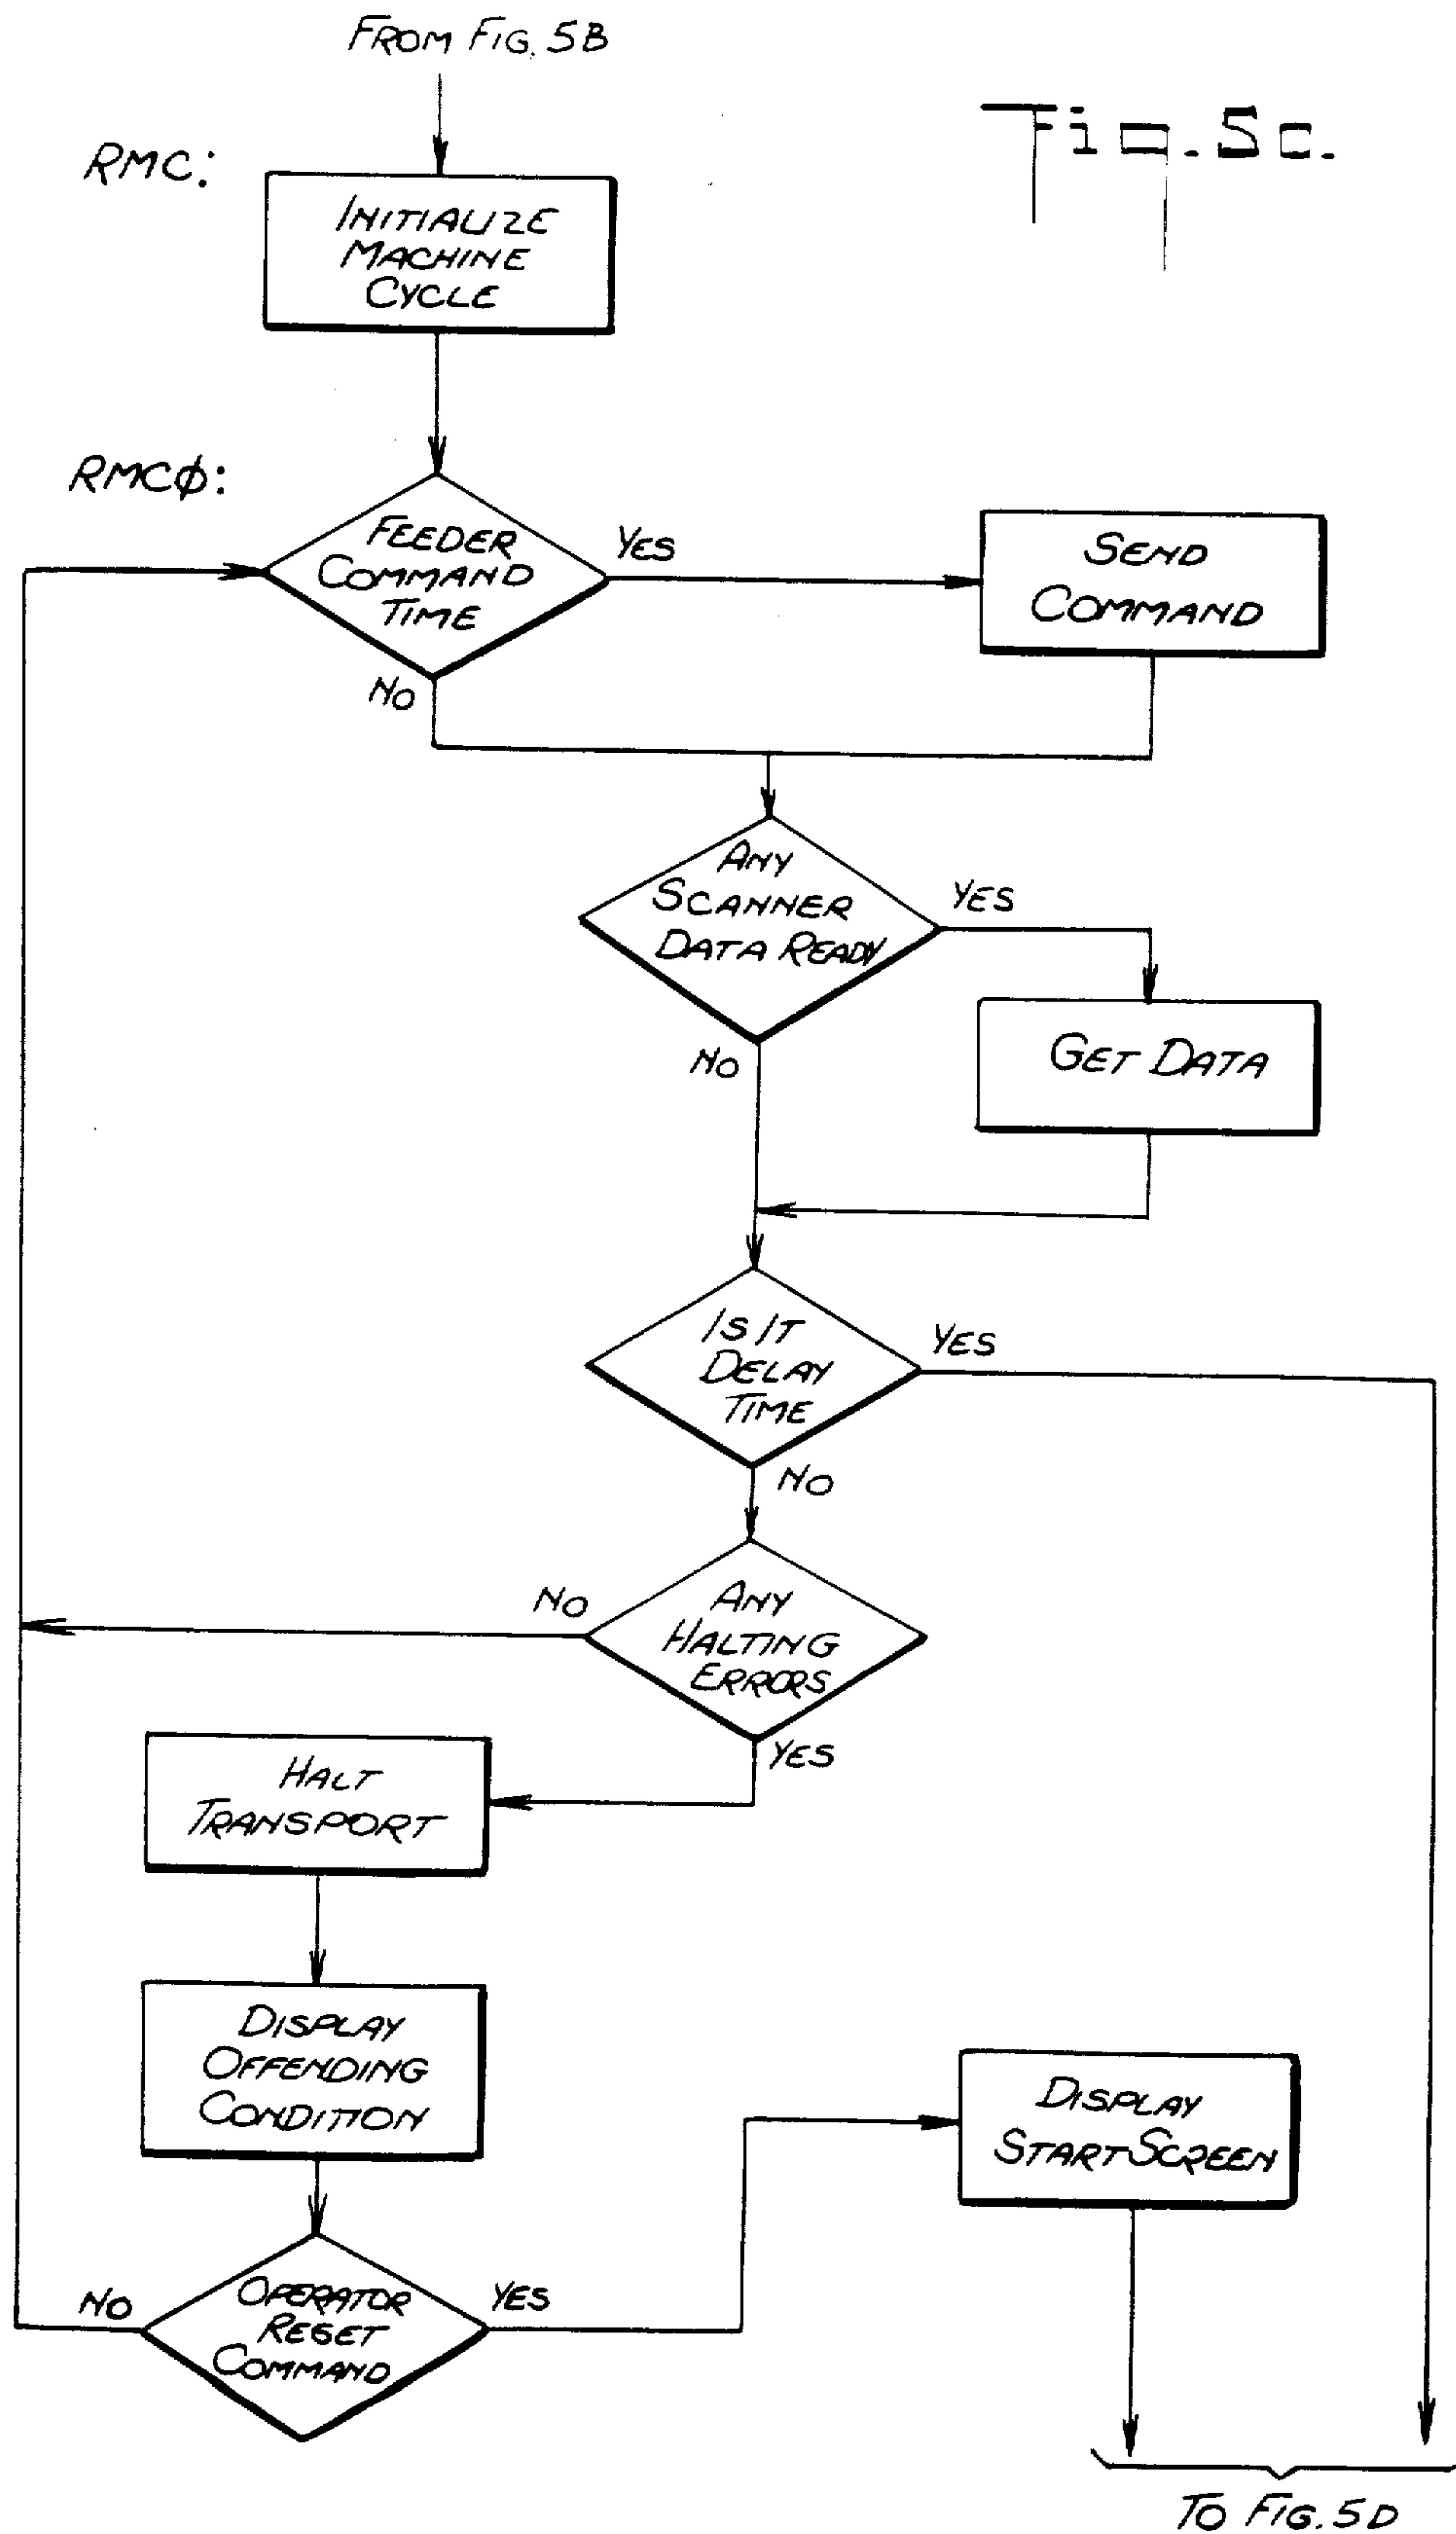 FROM FIG. 5B
Fig. 5c.
RMC:
INITIALIZE
MACHINE
CYCLE
RMCϕ:
FEEDER
COMMAND
TIME
YES
SEND
COMMAND
NO
ANY
SCANNER
DATA READY
YES
GET DATA
NO
IS IT
DELAY
TIME
YES
NO
ANY
HALTING
ERRORS
NO
YES
HALT
TRANSPORT
DISPLAY
OFFENDING
CONDITION
DISPLAY
START SCREEN
OPERATOR
RESET
COMMAND
NO
YES
TO FIG. 5D